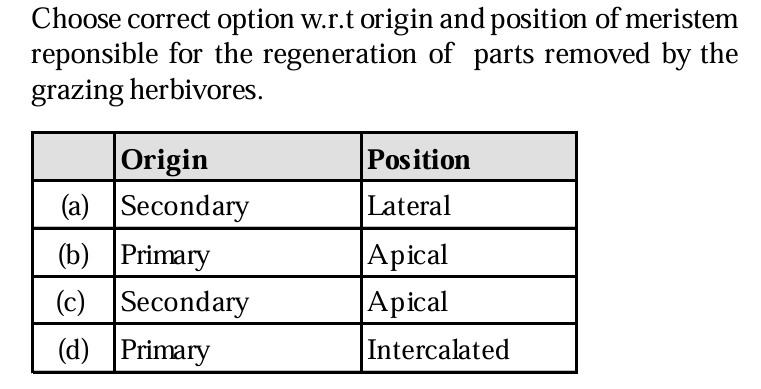 Choose correct option w.r.t origin and position of meristem
reponsible for the regeneration of parts removed by the
grazing herbivores.
Origin Position
(a) Secondary Lateral
(b) Primary Apical
(c) Secondary Apical
(d) Primary Intercalated